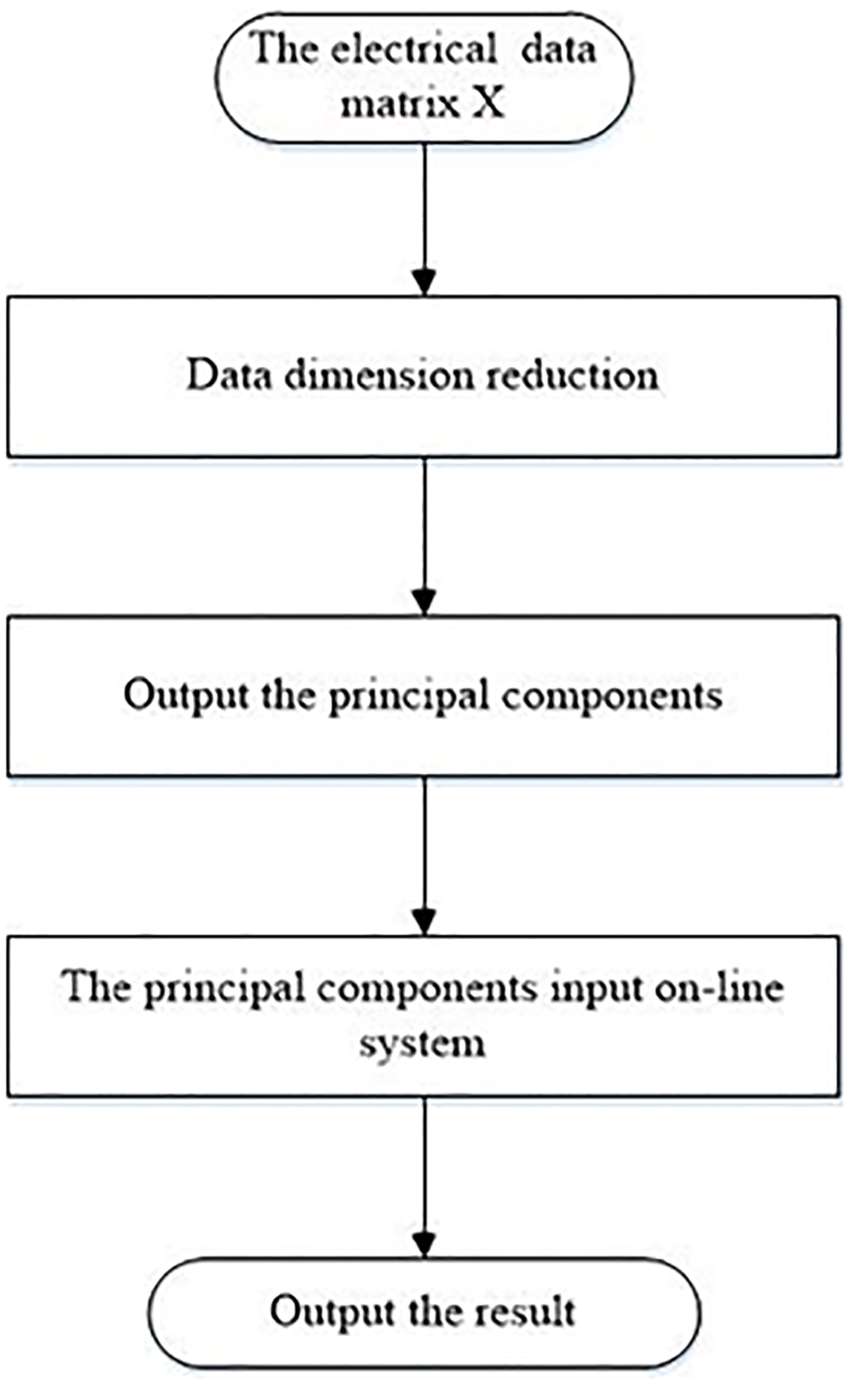 The electrical data
matrix X
Data dimension reduction
Output the principal components
The principal components input on-line
system
Output the result